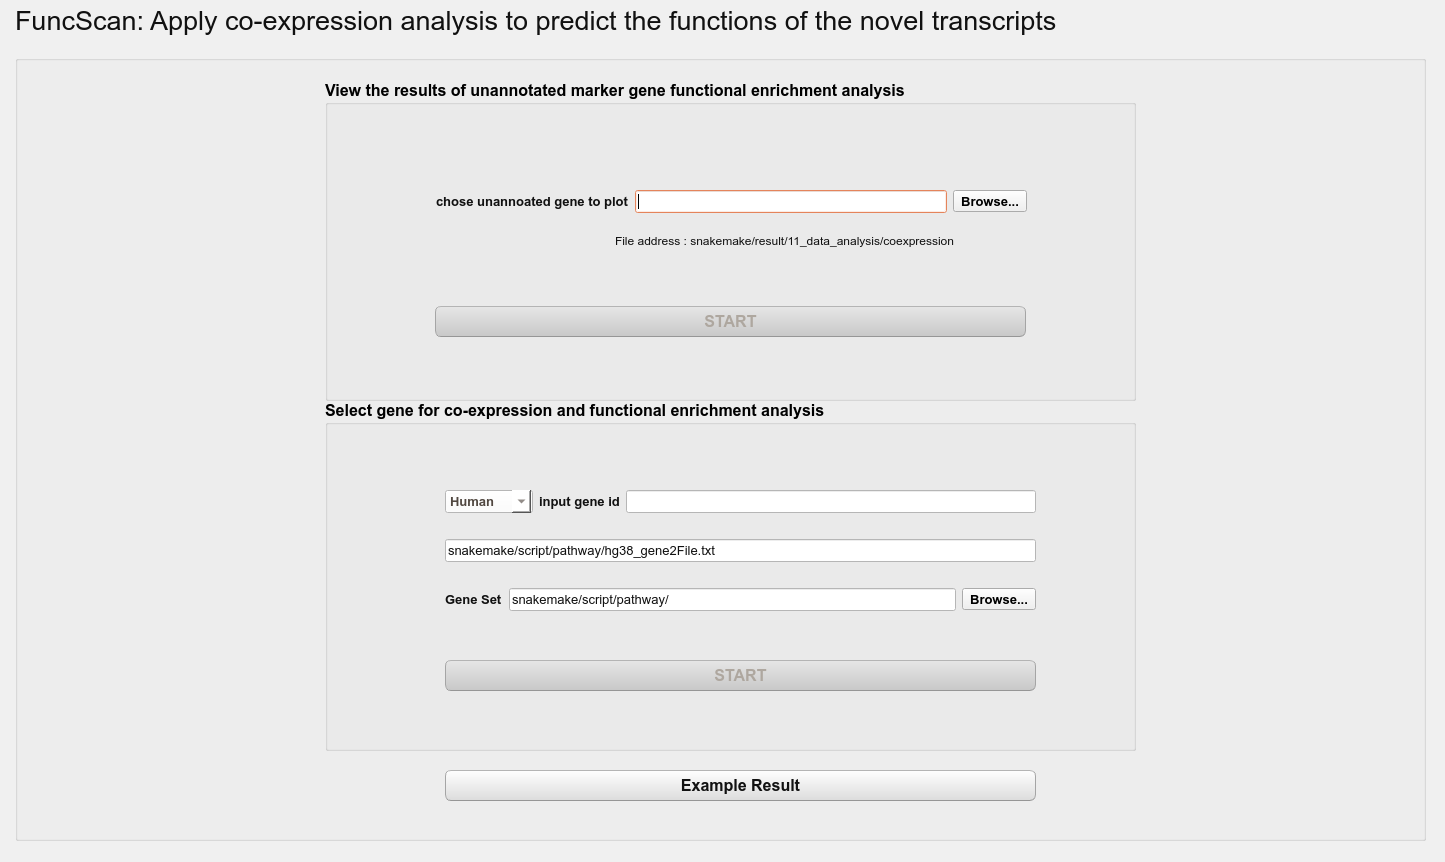 FuncScan: Apply co-expression analysis to predict the functions of the novel transcripts
View the results of unannotated marker gene functional enrichment analysis
chose unannoated gene to plot Browse...
File address : snakemake/result/11_data_analysis/coexpression
START
Select gene for co-expression and functional enrichment analysis
Human input gene id
snakemake/script/pathway/hg38_gene2File.txt
Gene Set snakemake/script/pathway/ Browse...
START
Example Result